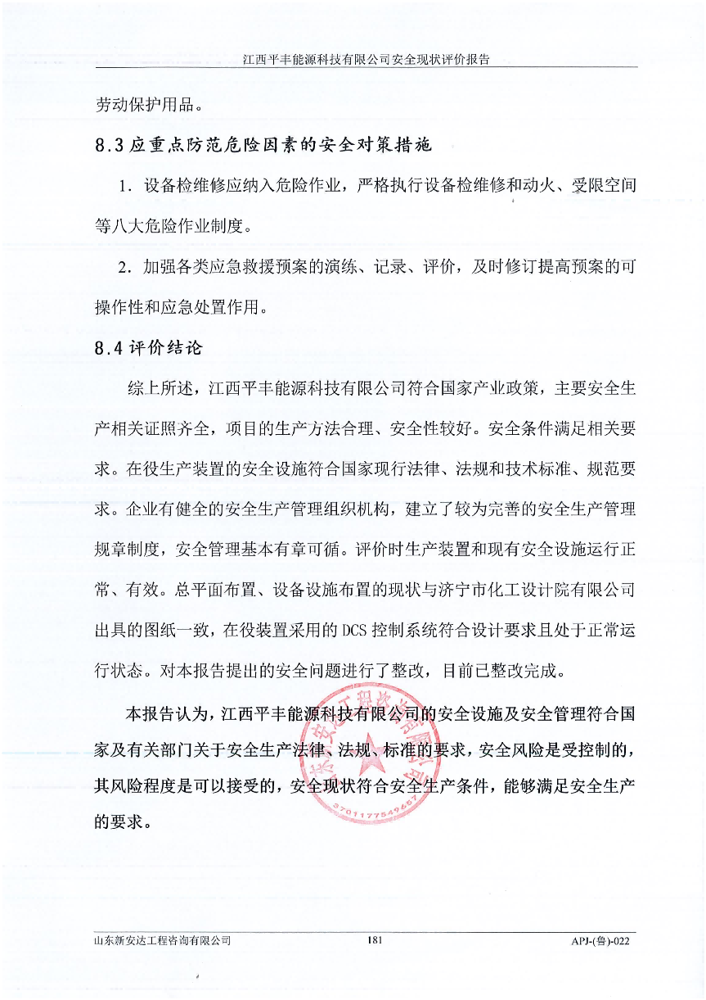 江西平丰能源科技有限公司安全现状评价报告
劳动保护用品。
8.3 应重点防范危险因素的安全对策措施
1．设备检维修应纳入危险作业，严格执行设备检维修和动火、受限空间
等八大危险作业制度。
2．加强各类应急救援预案的演练、记录、评价，及时修订提高预案的可
操作性和应急处置作用。
8.4 评价结论
综上所述，江西平丰能源科技有限公司符合国家产业政策，主要安全生
产相关证照齐全，项目的生产方法合理、安全性较好。安全条件满足相关要
求。在役生产装置的安全设施符合国家现行法律、法规和技术标准、规范要
求。企业有健全的安全生产管理组织机构，建立了较为完善的安全生产管理
规章制度，安全管理基本有章可循。评价时生产装置和现有安全设施运行正
常、有效。总平面布置、设备设施布置的现状与济宁市化工设计院有限公司
出具的图纸一致，在役装置采用的 DCS 控制系统符合设计要求且处于正常运
行状态。对本报告提出的安全问题进行了整改，目前已整改完成。
本报告认为，江西平丰能源科技有限公司的安全设施及安全管理符合国
家及有关部门关于安全生产法律、法规、标准的要求，安全风险是受控制的，
其风险程度是可以接受的，安全现状符合安全生产条件，能够满足安全生产
的要求。
山东新安达工程咨询有限公司
3701177549657
山东新安达工程咨询有限公司 181 APJ-(鲁)-022